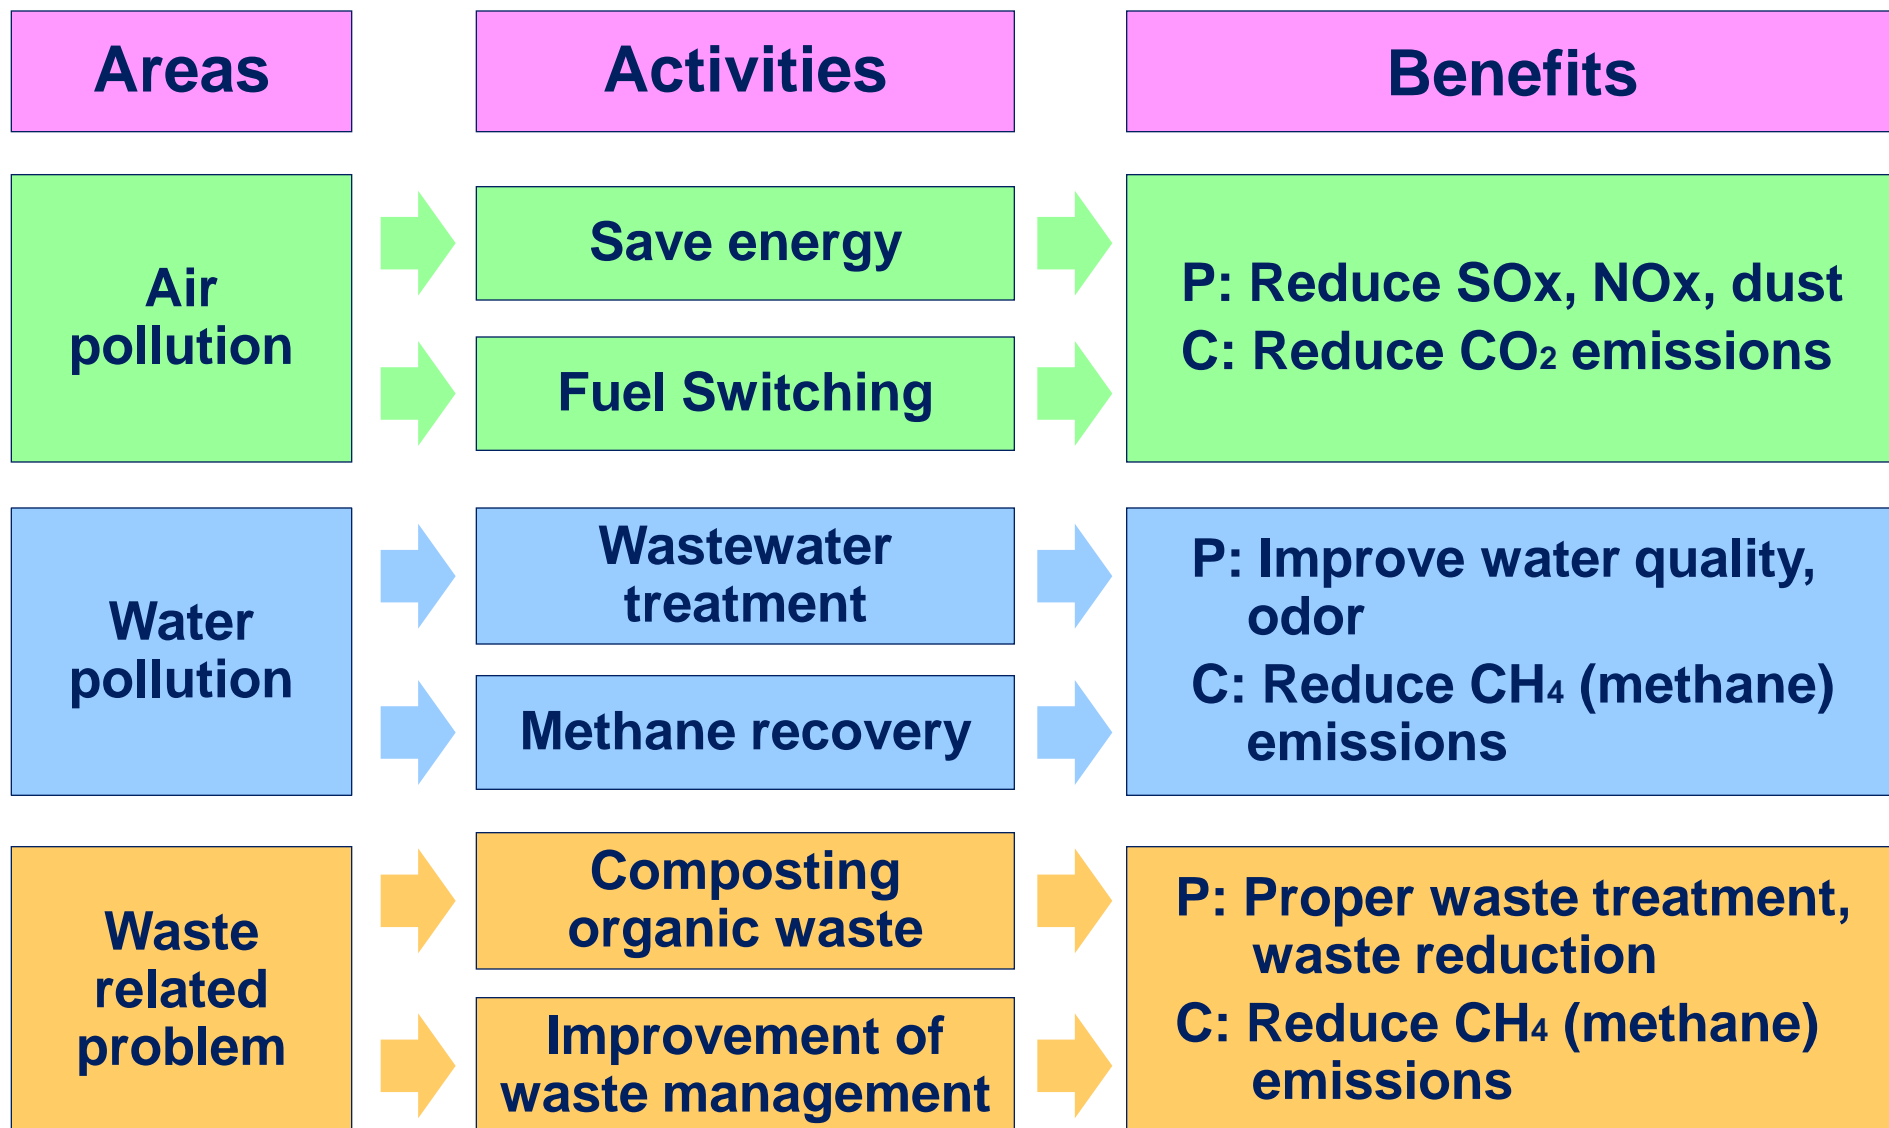 Areas
Activities
Benefits
Air
pollution
Save energy
Fuel Switching
P: Reduce SOx, NOx, dust
C: Reduce CO₂ emissions
Water
pollution
Wastewater
treatment
Methane recovery
P: Improve water quality,
odor
C: Reduce CH₄ (methane)
emissions
Waste
related
problem
Composting
organic waste
Improvement of
waste management
P: Proper waste treatment,
waste reduction
C: Reduce CH₄ (methane)
emissions